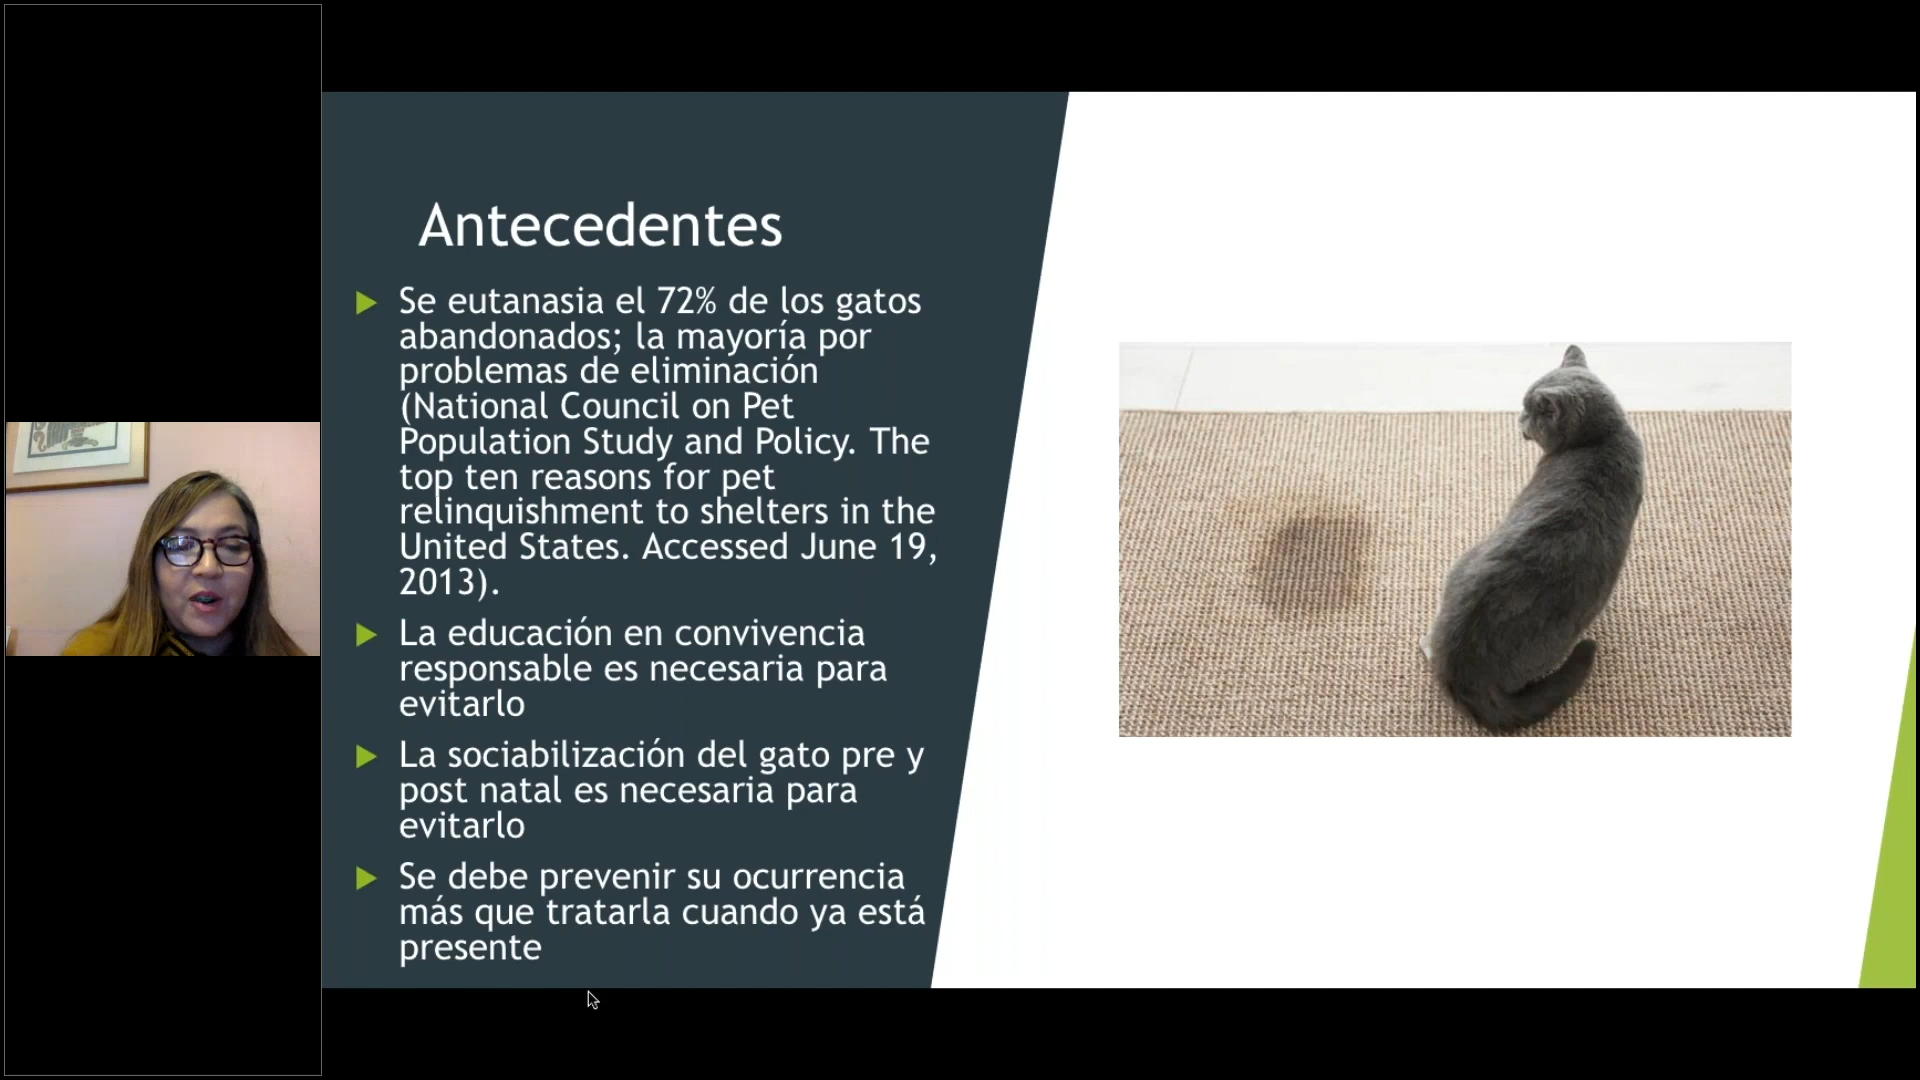 Antecedentes
Se eutanasia el 72% de los gatos
abandonados; la mayoría por
problemas de eliminación
(National Council on Pet
Population Study and Policy. The
top ten reasons for pet
relinquishment to shelters in the
United States. Accessed June 19,
2013).
La educación en convivencia
responsable es necesaria para
evitarlo
La sociabilización del gato pre y
post natal es necesaria para
evitarlo
Se debe prevenir su ocurrencia
más que tratarla cuando ya está
presente